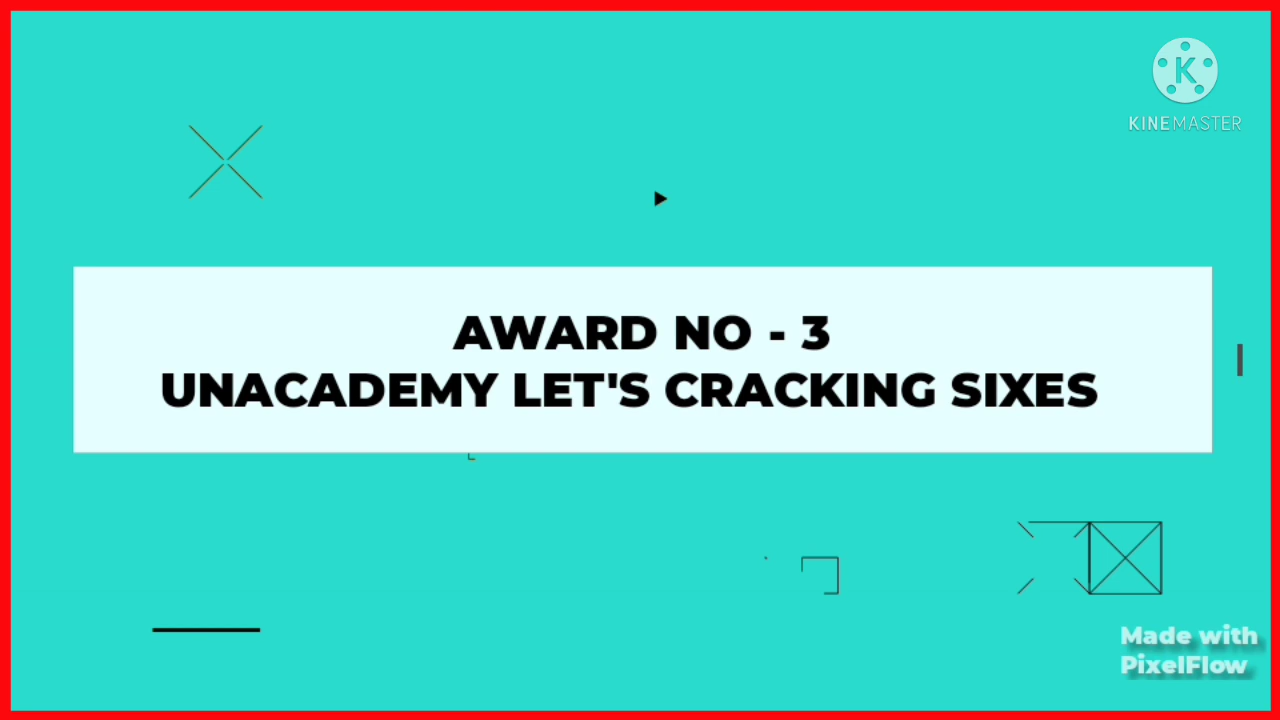 K
KINEMASTER
AWARD NO - 3
UNACADEMY LET'S CRACKING SIXES
Made with
PixelFlow